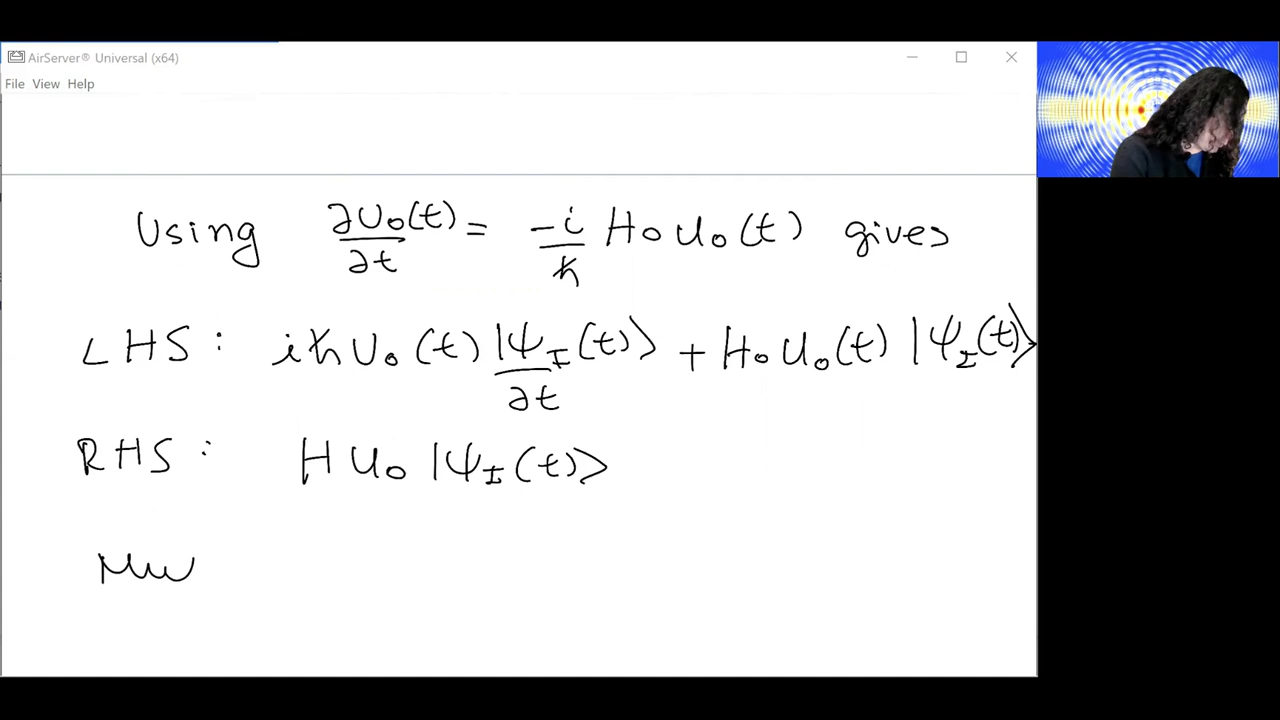 AirServer® Universal (x64)
File View Help
Using ∂U₀(t)/∂t = -i/ħ H₀U₀(t) gives
LHS : iħU₀(t) |ψ_I(t)⟩/∂t + H₀U₀(t) |ψ_I(t)⟩
RHS : HU₀ |ψ_I(t)⟩